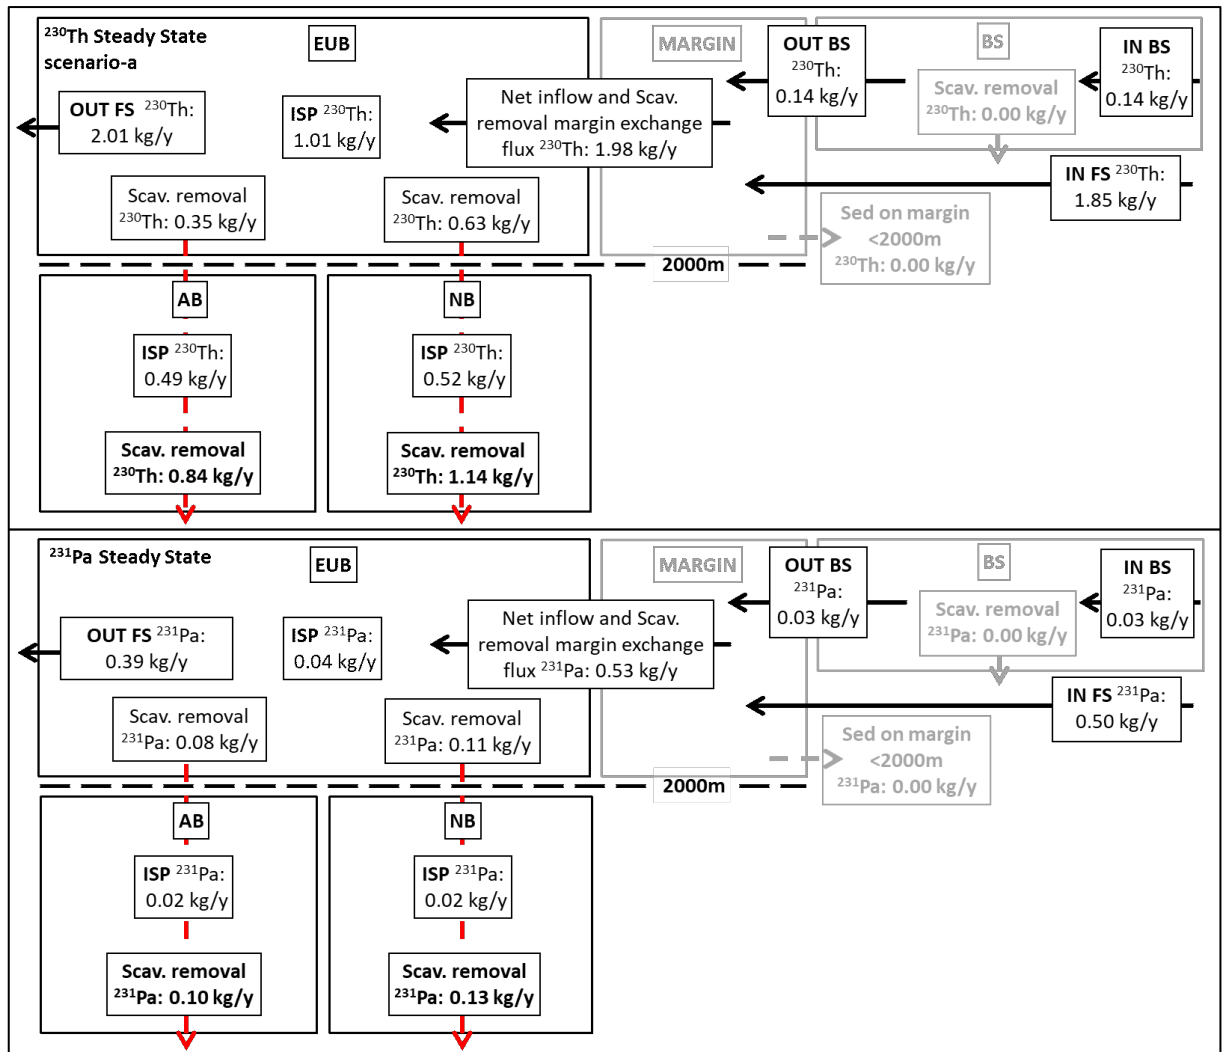 ²³⁰Th Steady State
scenario-a
EUB
MARGIN
OUT BS
²³⁰Th:
0.14 kg/y
BS
IN BS
²³⁰Th:
0.14 kg/y
Scav. removal
²³⁰Th: 0.00 kg/y
OUT FS ²³⁰Th:
2.01 kg/y
ISP ²³⁰Th:
1.01 kg/y
Net inflow and Scav.
removal margin exchange
flux ²³⁰Th: 1.98 kg/y
IN FS ²³⁰Th:
1.85 kg/y
Scav. removal
²³⁰Th: 0.35 kg/y
Scav. removal
²³⁰Th: 0.63 kg/y
Sed on margin
<2000m
²³⁰Th: 0.00 kg/y
2000m
AB
NB
ISP ²³⁰Th:
0.49 kg/y
ISP ²³⁰Th:
0.52 kg/y
Scav. removal
²³⁰Th: 0.84 kg/y
Scav. removal
²³⁰Th: 1.14 kg/y
²³¹Pa Steady State
EUB
MARGIN
OUT BS
²³¹Pa:
0.03 kg/y
BS
IN BS
²³¹Pa:
0.03 kg/y
Scav. removal
²³¹Pa: 0.00 kg/y
OUT FS ²³¹Pa:
0.39 kg/y
ISP ²³¹Pa:
0.04 kg/y
Net inflow and Scav.
removal margin exchange
flux ²³¹Pa: 0.53 kg/y
IN FS ²³¹Pa:
0.50 kg/y
Scav. removal
²³¹Pa: 0.08 kg/y
Scav. removal
²³¹Pa: 0.11 kg/y
Sed on margin
<2000m
²³¹Pa: 0.00 kg/y
2000m
AB
NB
ISP ²³¹Pa:
0.02 kg/y
ISP ²³¹Pa:
0.02 kg/y
Scav. removal
²³¹Pa: 0.10 kg/y
Scav. removal
²³¹Pa: 0.13 kg/y